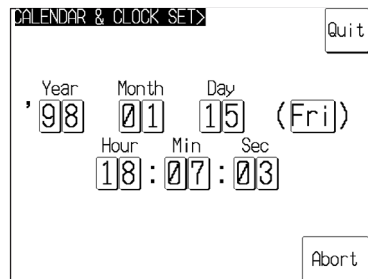 CALENDAR & CLOCK SET>
Quit
Year Month Day
'98 01 15 (Fri)
Hour Min Sec
18:07:03
Abort